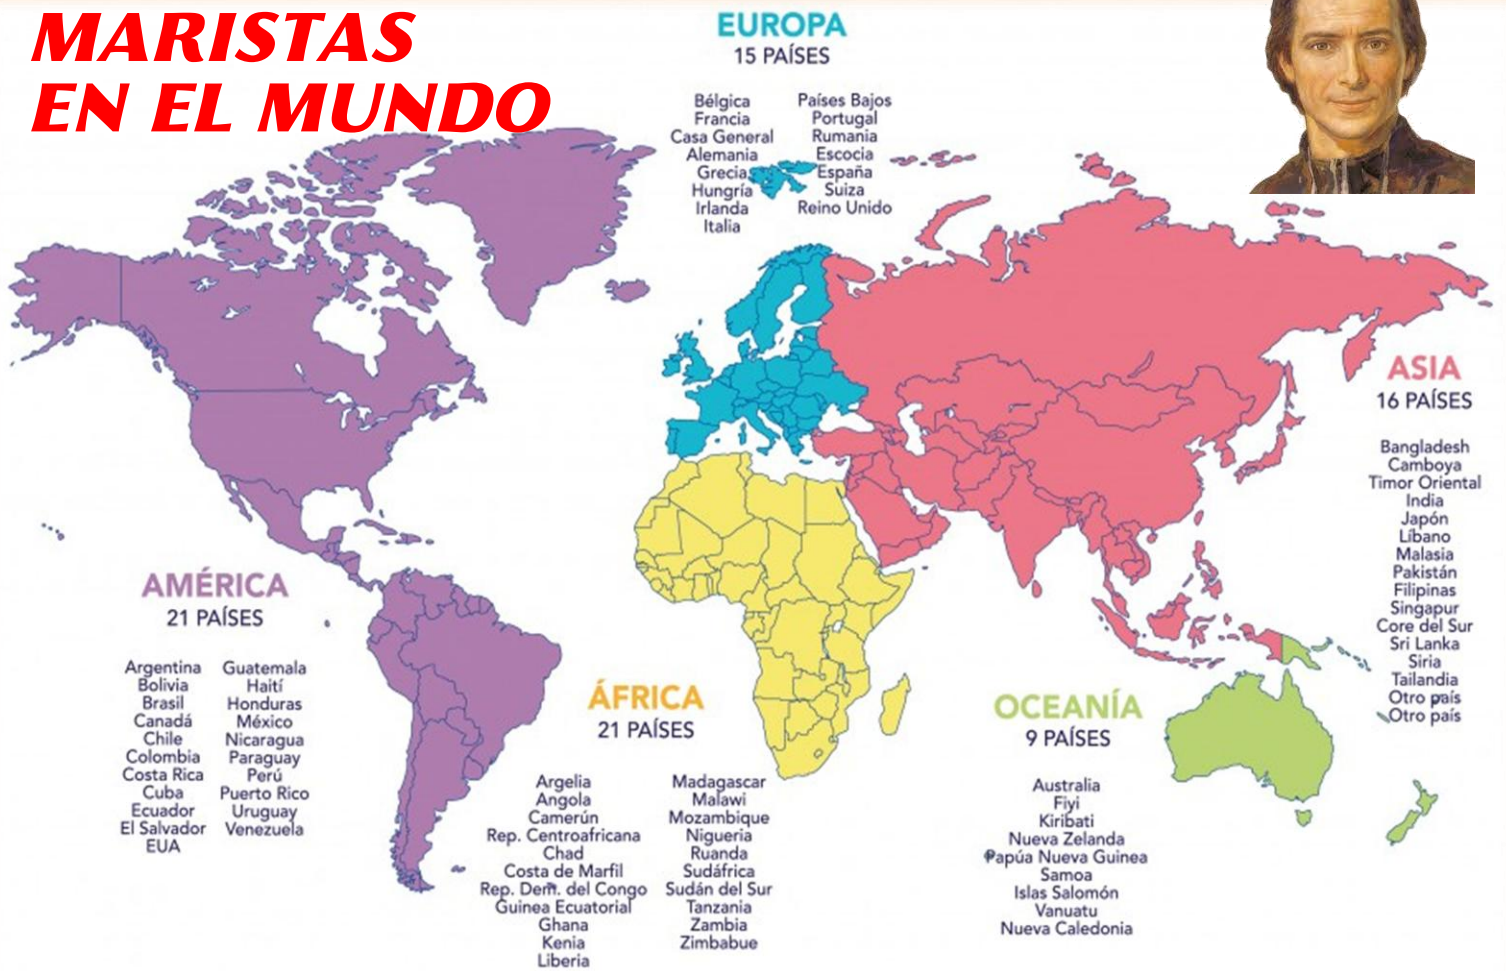 MARISTAS
EN EL MUNDO
EUROPA
15 PAÍSES
Bélgica
Francia
Casa General
Alemania
Grecia
Hungría
Irlanda
Italia
Países Bajos
Portugal
Rumania
Escocia
España
Suiza
Reino Unido
ASIA
16 PAÍSES
Bangladesh
Camboya
Timor Oriental
India
Japón
Líbano
Malasia
Pakistán
Filipinas
Singapur
Core del Sur
Sri Lanka
Siria
Tailandia
Otro país
Otro país
AMÉRICA
21 PAÍSES
Argentina
Bolivia
Brasil
Canadá
Chile
Colombia
Costa Rica
Cuba
Ecuador
El Salvador
EUA
Guatemala
Haití
Honduras
México
Nicaragua
Paraguay
Perú
Puerto Rico
Uruguay
Venezuela
ÁFRICA
21 PAÍSES
Argelia
Angola
Camerún
Rep. Centroafricana
Chad
Costa de Marfil
Rep. Dem. del Congo
Guinea Ecuatorial
Ghana
Kenia
Liberia
Madagascar
Malawi
Mozambique
Nigueria
Ruanda
Sudáfrica
Sudán del Sur
Tanzania
Zambia
Zimbabue
OCEANÍA
9 PAÍSES
Australia
Fiyi
Kiribati
Nueva Zelanda
Papúa Nueva Guinea
Samoa
Islas Salomón
Vanuatu
Nueva Caledonia